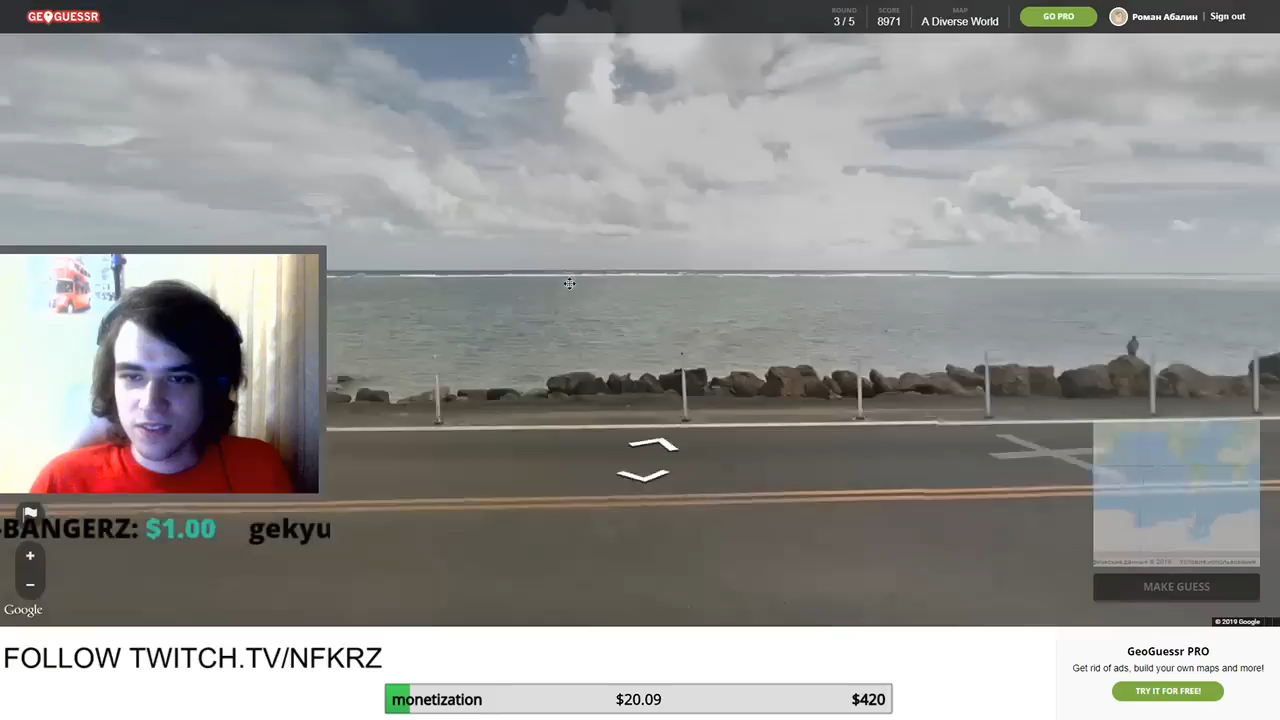 GEOGUESSR
ROUND
3 / 5
SCORE
8971
MAP
A Diverse World
GO PRO
Роман Абалин | Sign out
-BANGERZ: $1.00 gekyu
+
−
Google
Условия использования
MAKE GUESS
© 2019 Google
FOLLOW TWITCH.TV/NFKRZ
monetization $20.09 $420
GeoGuessr PRO
Get rid of ads, build your own maps and more!
TRY IT FOR FREE!